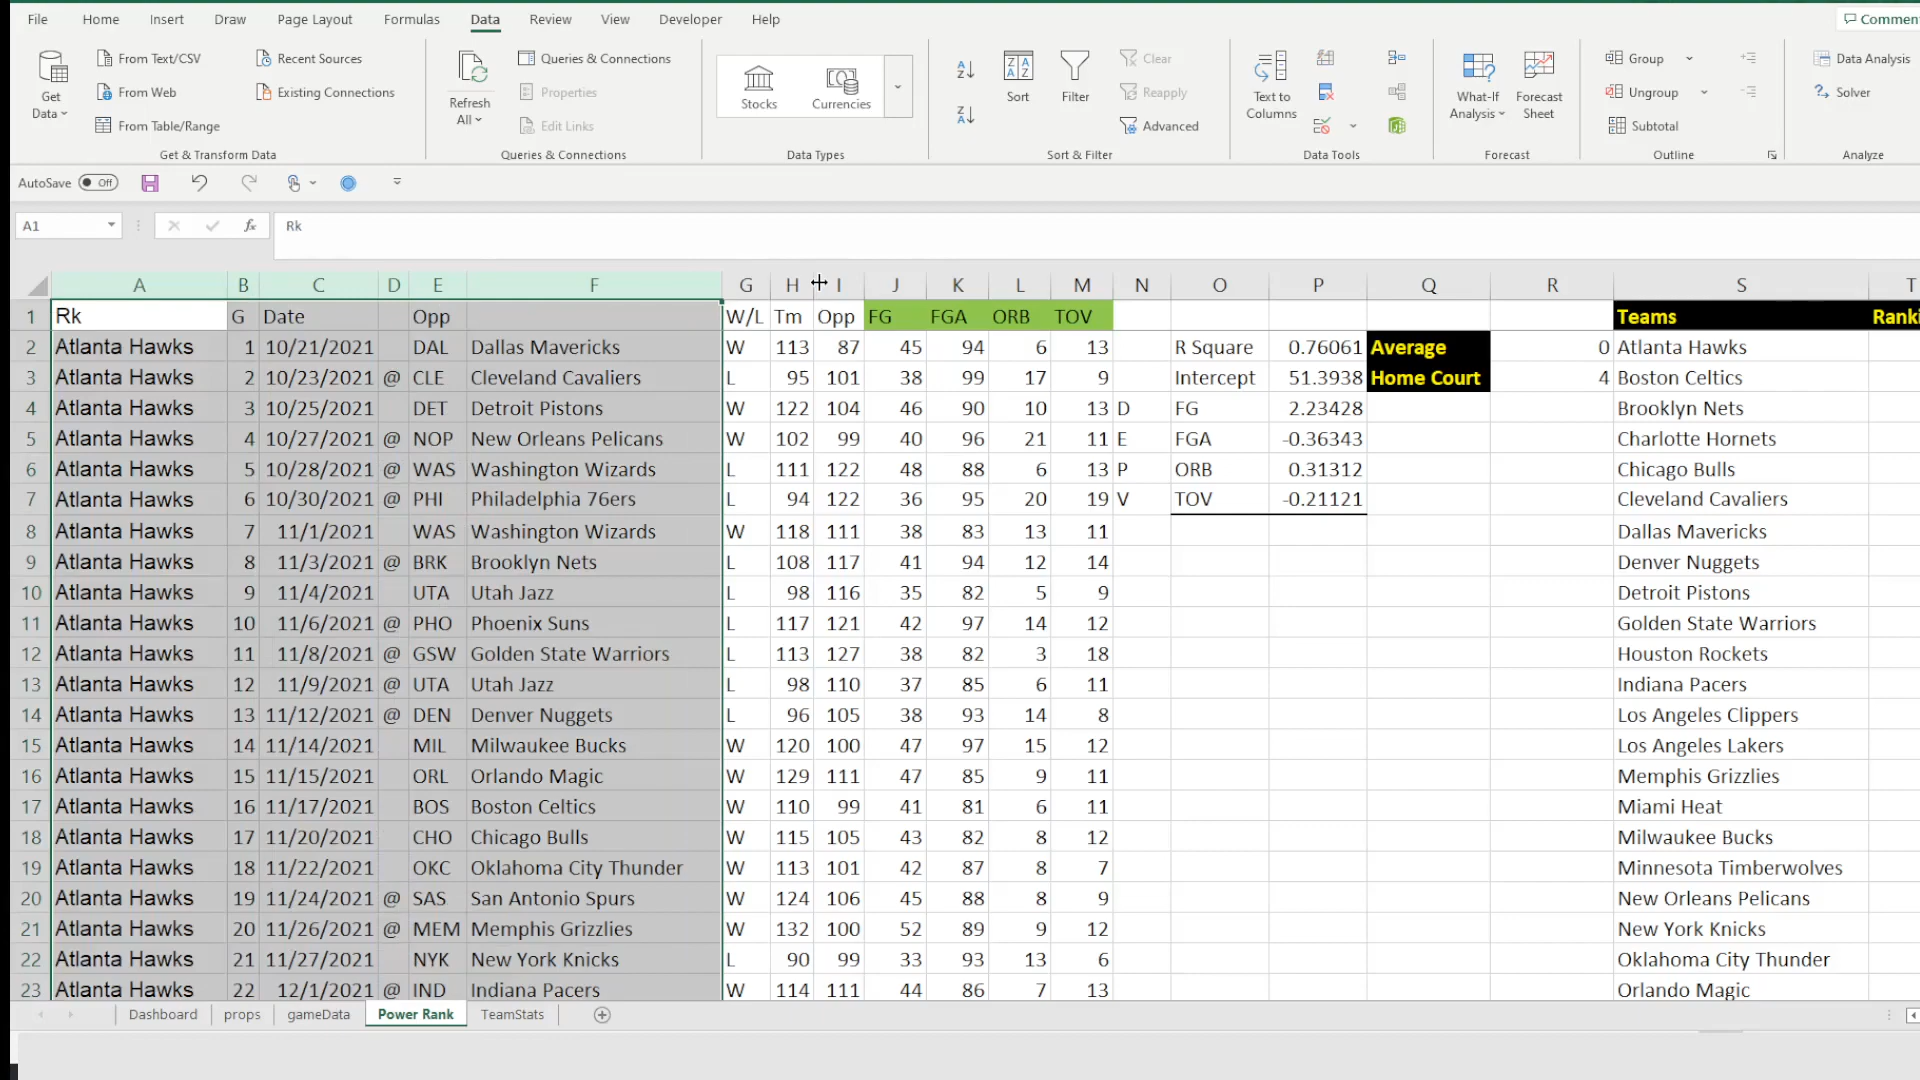 File Home Insert Draw Page Layout Formulas Data Review View Developer Help Commen
Get Data From Text/CSV From Web From Table/Range Recent Sources Existing Connections
Get & Transform Data
Refresh All Queries & Connections Properties Edit Links
Queries & Connections
Stocks Currencies
Data Types
Sort Filter Clear Reapply Advanced
Sort & Filter
Text to Columns
Data Tools
What-If Analysis Forecast Sheet
Forecast
Group Ungroup Subtotal
Outline
Data Analysis Solver
Analyze
AutoSave Off
A1 fx Rk
A B C D E F G H I J K L M N O P Q R S T
1 Rk G Date Opp W/L Tm Opp FG FGA ORB TOV Teams Ranki
2 Atlanta Hawks 1 10/21/2021 DAL Dallas Mavericks W 113 87 45 94 6 13 R Square 0.76061 Average 0 Atlanta Hawks
3 Atlanta Hawks 2 10/23/2021 @ CLE Cleveland Cavaliers L 95 101 38 99 17 9 Intercept 51.3938 Home Court 4 Boston Celtics
4 Atlanta Hawks 3 10/25/2021 DET Detroit Pistons W 122 104 46 90 10 13 D FG 2.23428 Brooklyn Nets
5 Atlanta Hawks 4 10/27/2021 @ NOP New Orleans Pelicans W 102 99 40 96 21 11 E FGA -0.36343 Charlotte Hornets
6 Atlanta Hawks 5 10/28/2021 @ WAS Washington Wizards L 111 122 48 88 6 13 P ORB 0.31312 Chicago Bulls
7 Atlanta Hawks 6 10/30/2021 @ PHI Philadelphia 76ers L 94 122 36 95 20 19 V TOV -0.21121 Cleveland Cavaliers
8 Atlanta Hawks 7 11/1/2021 WAS Washington Wizards W 118 111 38 83 13 11 Dallas Mavericks
9 Atlanta Hawks 8 11/3/2021 @ BRK Brooklyn Nets L 108 117 41 94 12 14 Denver Nuggets
10 Atlanta Hawks 9 11/4/2021 UTA Utah Jazz L 98 116 35 82 5 9 Detroit Pistons
11 Atlanta Hawks 10 11/6/2021 @ PHO Phoenix Suns L 117 121 42 97 14 12 Golden State Warriors
12 Atlanta Hawks 11 11/8/2021 @ GSW Golden State Warriors L 113 127 38 82 3 18 Houston Rockets
13 Atlanta Hawks 12 11/9/2021 @ UTA Utah Jazz L 98 110 37 85 6 11 Indiana Pacers
14 Atlanta Hawks 13 11/12/2021 @ DEN Denver Nuggets L 96 105 38 93 14 8 Los Angeles Clippers
15 Atlanta Hawks 14 11/14/2021 MIL Milwaukee Bucks W 120 100 47 97 15 12 Los Angeles Lakers
16 Atlanta Hawks 15 11/15/2021 ORL Orlando Magic W 129 111 47 85 9 11 Memphis Grizzlies
17 Atlanta Hawks 16 11/17/2021 BOS Boston Celtics W 110 99 41 81 6 11 Miami Heat
18 Atlanta Hawks 17 11/20/2021 CHO Chicago Bulls W 115 105 43 82 8 12 Milwaukee Bucks
19 Atlanta Hawks 18 11/22/2021 OKC Oklahoma City Thunder W 113 101 42 87 8 7 Minnesota Timberwolves
20 Atlanta Hawks 19 11/24/2021 @ SAS San Antonio Spurs W 124 106 45 88 8 9 New Orleans Pelicans
21 Atlanta Hawks 20 11/26/2021 @ MEM Memphis Grizzlies W 132 100 52 89 9 12 New York Knicks
22 Atlanta Hawks 21 11/27/2021 NYK New York Knicks L 90 99 33 93 13 6 Oklahoma City Thunder
23 Atlanta Hawks 22 12/1/2021 @ IND Indiana Pacers W 114 111 44 86 7 13 Orlando Magic
Dashboard props gameData Power Rank TeamStats